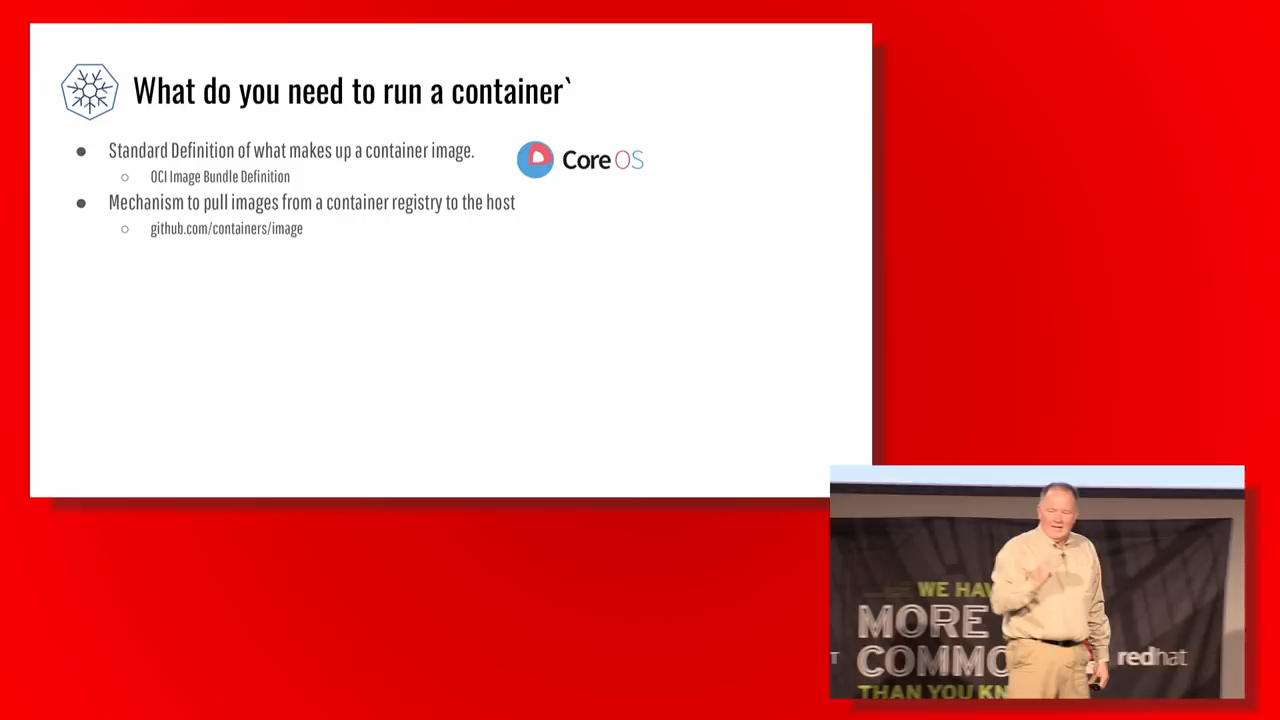 What do you need to run a container`
Standard Definition of what makes up a container image.
CoreOS
OCI Image Bundle Definition
Mechanism to pull images from a container registry to the host
github.com/containers/image
WE HAV
MORE
COMMO
THAN YOU KN
redhat
T